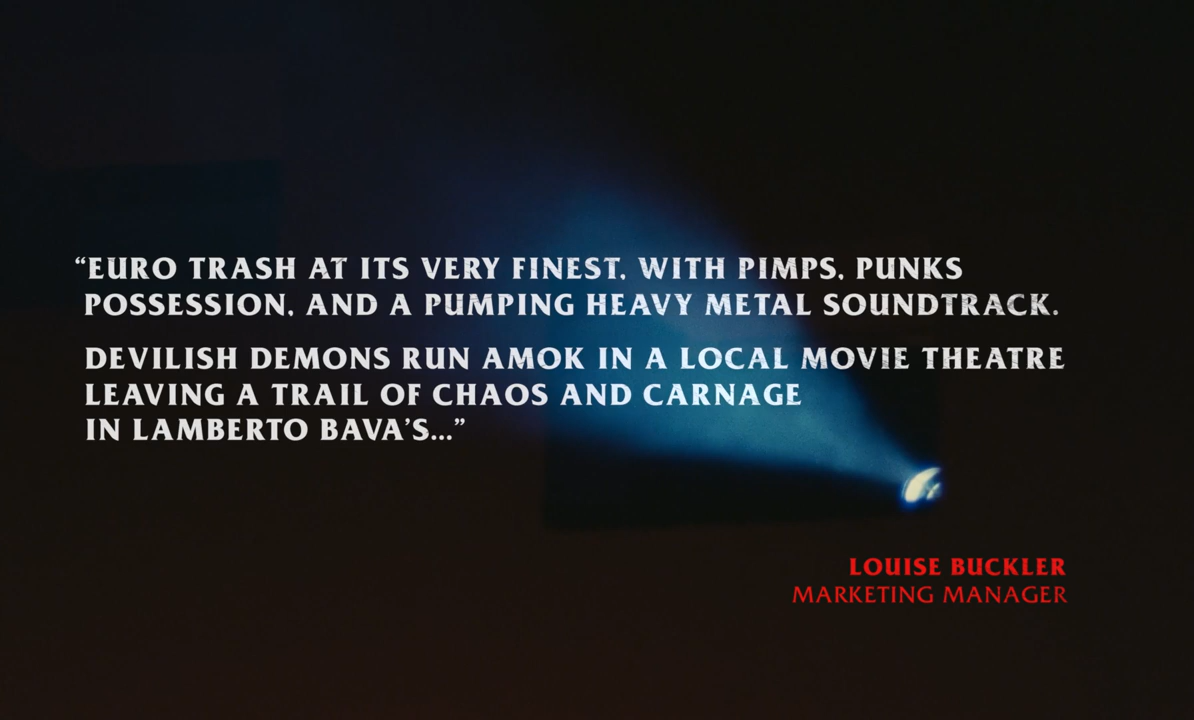 “EURO TRASH AT ITS VERY FINEST, WITH PIMPS, PUNKS
POSSESSION, AND A PUMPING HEAVY METAL SOUNDTRACK.
DEVILISH DEMONS RUN AMOK IN A LOCAL MOVIE THEATRE
LEAVING A TRAIL OF CHAOS AND CARNAGE
IN LAMBERTO BAVA’S...”
LOUISE BUCKLER
MARKETING MANAGER